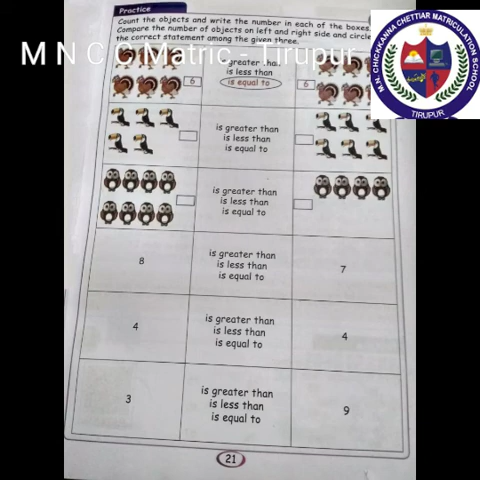 Practice
Count the objects and write the number in each of the boxes.
Compare the number of objects on left and right side and circle
the correct statement among the given three.
M N C C Matric - Tirupur
M.N. CHICKKANNA CHETTIAR MATRICULATION SCHOOL
TIRUPUR
is less than
6 is equal to 6
is greater than
is less than
is equal to
is greater than
is less than
is equal to
is greater than
8 is less than 7
is equal to
is greater than
4 is less than 4
is equal to
is greater than
3 is less than 9
is equal to
21